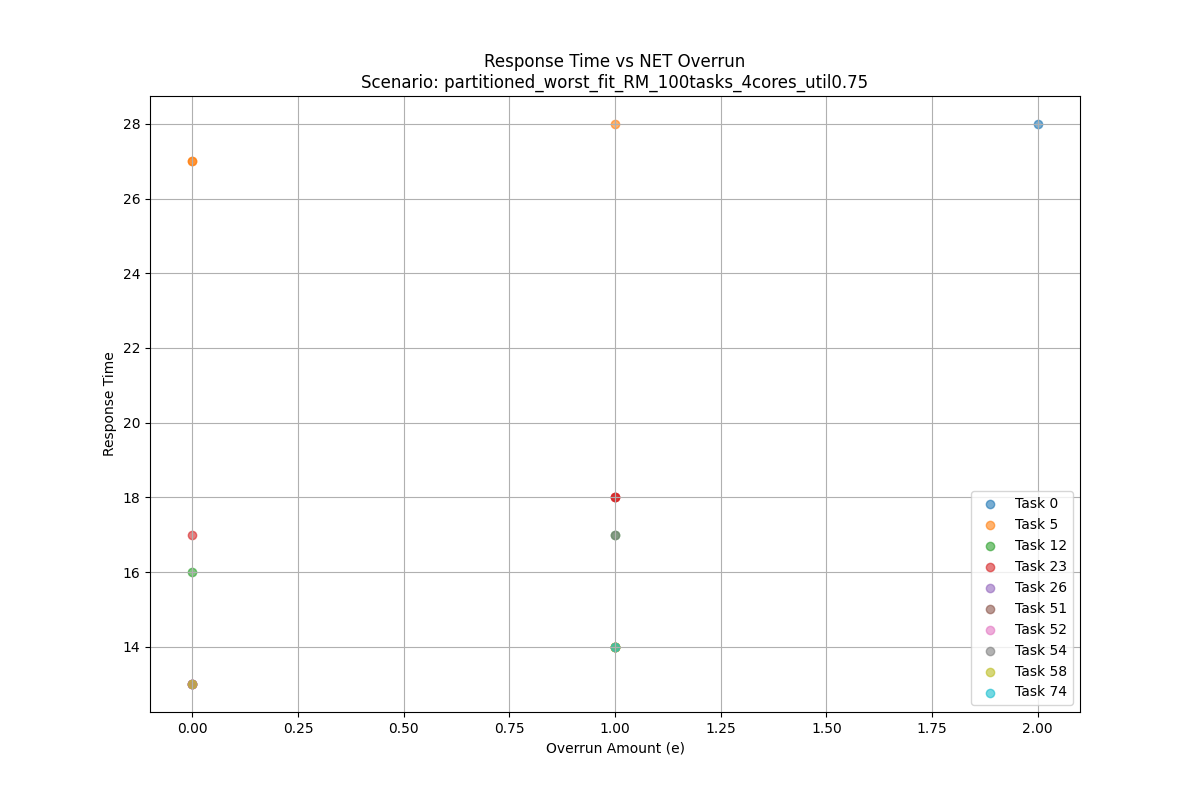 Response Time vs NET Overrun
Scenario: partitioned_worst_fit_RM_100tasks_4cores_util0.75
Response Time
28
26
24
22
20
18
16
14
0.00 0.25 0.50 0.75 1.00 1.25 1.50 1.75 2.00
Overrun Amount (e)
Task 0
Task 5
Task 12
Task 23
Task 26
Task 51
Task 52
Task 54
Task 58
Task 74